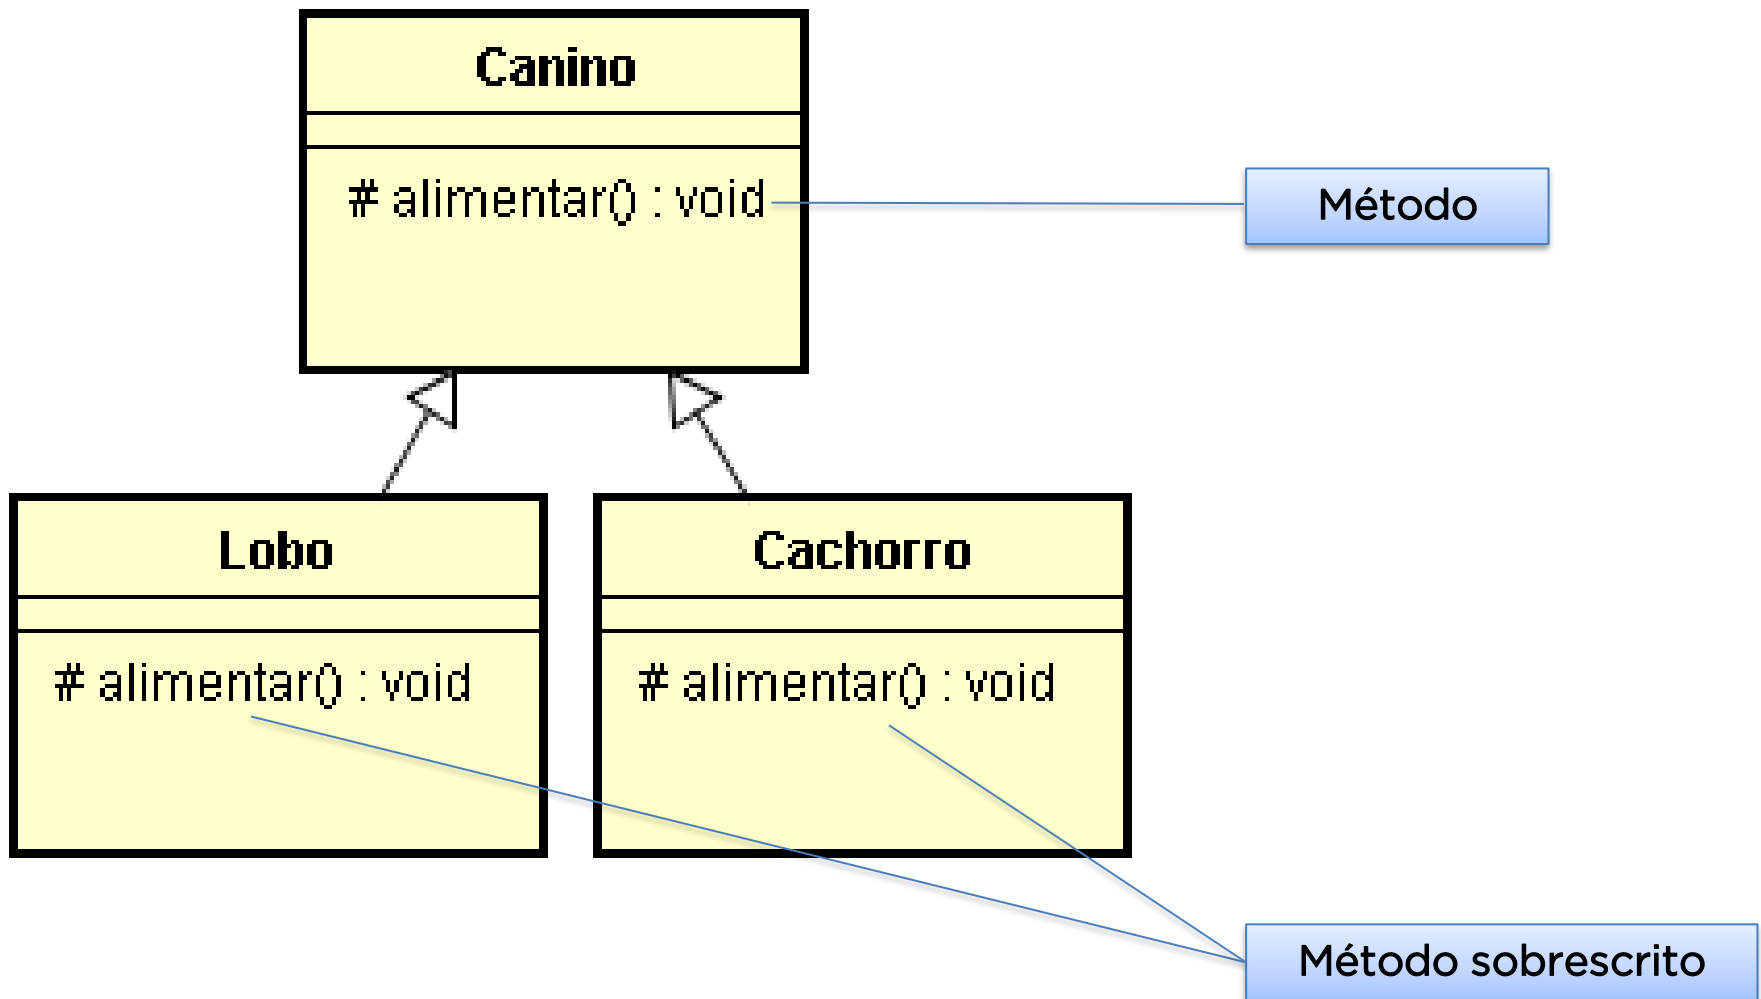 Canino
# alimentar() : void
Método
Lobo
# alimentar() : void
Cachorro
# alimentar() : void
Método sobrescrito